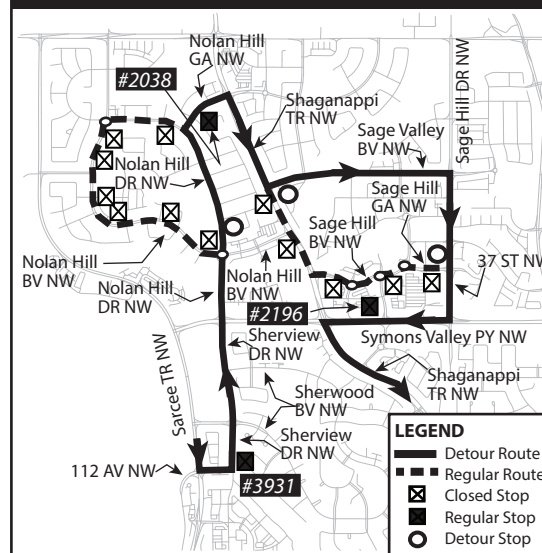 Nolan Hill
GA NW
#2038
Shaganappi
TR NW
Sage Hill DR NW
Sage Valley
BV NW
Nolan Hill
DR NW
Sage Hill
GA NW
Sage Hill
BV NW
Nolan Hill
BV NW
Nolan Hill
DR NW
Nolan Hill
BV NW
37 ST NW
#2196
Symons Valley PY NW
Sarcee TR NW
Sherview
DR NW
Shaganappi
TR NW
Sherwood
BV NW
Sherview
DR NW
112 AV NW
#3931
LEGEND
Detour Route
Regular Route
Closed Stop
Regular Stop
Detour Stop